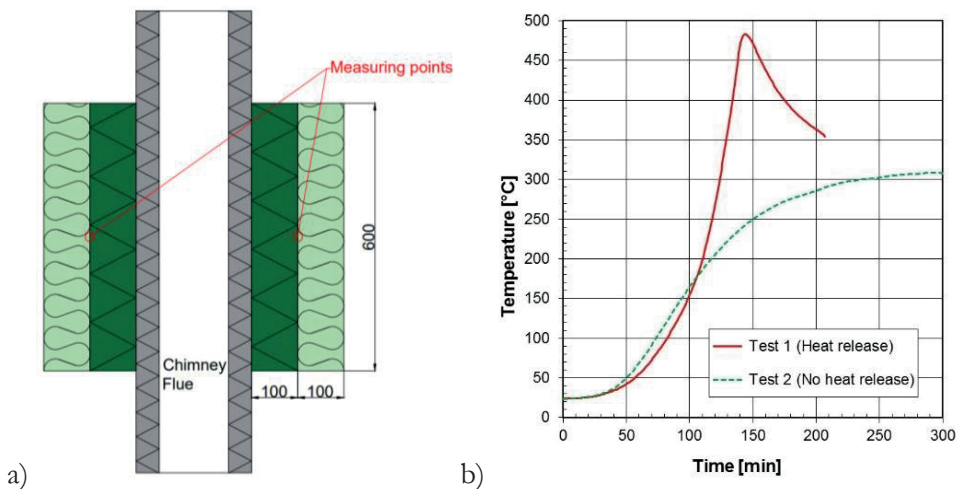 Measuring points
600
Chimney
Flue
100 100
a)
Temperature [°C]
500
450
400
350
300
250
200
150
100
50
0
Test 1 (Heat release)
Test 2 (No heat release)
0 50 100 150 200 250 300
Time [min]
b)